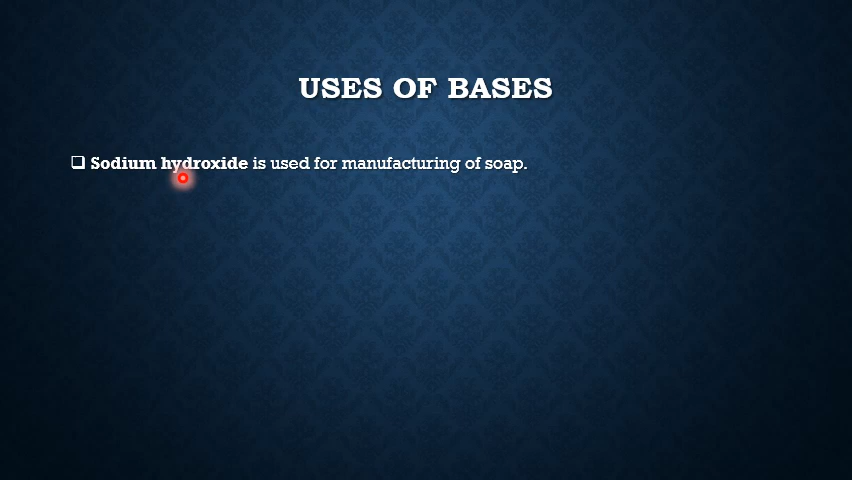 USES OF BASES
❑ Sodium hydroxide is used for manufacturing of soap.